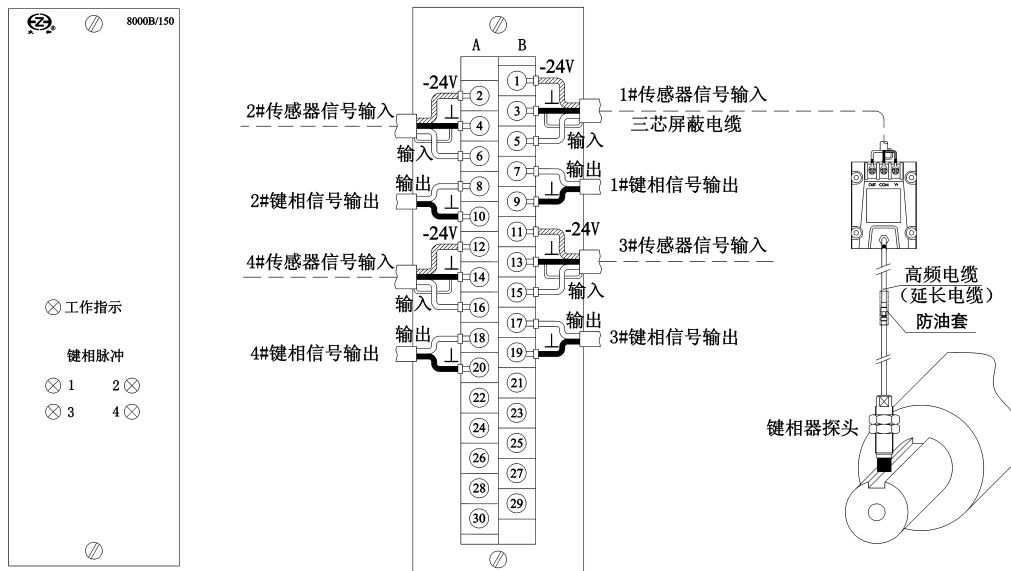 8000B/150
工作指示
键相脉冲
1 2
3 4
A B
-24V
2#传感器信号输入
⊥
输入
输出
2#键相信号输出
⊥
-24V
4#传感器信号输入
⊥
输入
输出
4#键相信号输出
⊥
2
4
6
8
10
12
14
16
18
20
22
24
26
28
30
1
3
5
7
9
11
13
15
17
19
21
23
25
27
29
-24V
1#传感器信号输入
⊥
三芯屏蔽电缆
输入
输出
1#键相信号输出
⊥
-24V
3#传感器信号输入
⊥
输入
输出
3#键相信号输出
⊥
OUT COM
高频电缆
(延长电缆)
防油套
键相器探头